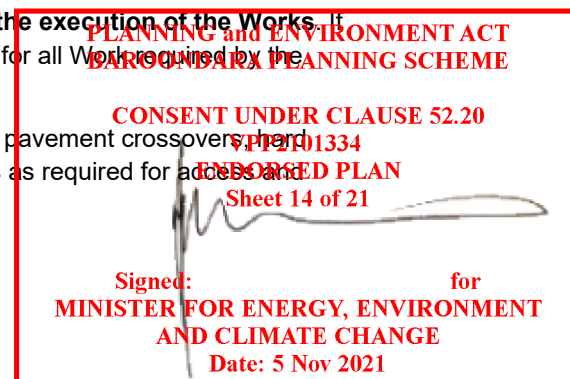 the execution of the Works. If
PLANNING and ENVIRONMENT ACT
for all Work required by the
BAROONDARA PLANNING SCHEME
CONSENT UNDER CLAUSE 52.20
pavement crossovers, hard
VPP2101334
s as required for access and
ENDORSED PLAN
Sheet 14 of 21
Signed: for
MINISTER FOR ENERGY, ENVIRONMENT
AND CLIMATE CHANGE
Date: 5 Nov 2021